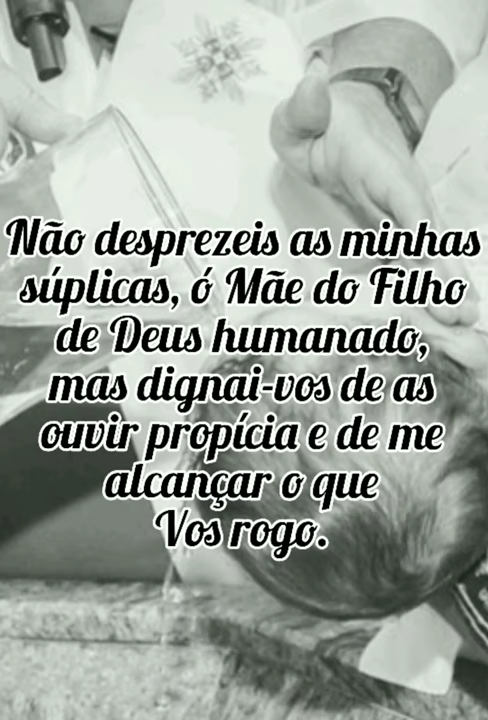 Não desprezeis as minhas
súplicas, ó Mãe do Filho
de Deus humanado,
mas dignai-vos de as
ouvir propícia e de me
alcançar o que
Vos rogo.